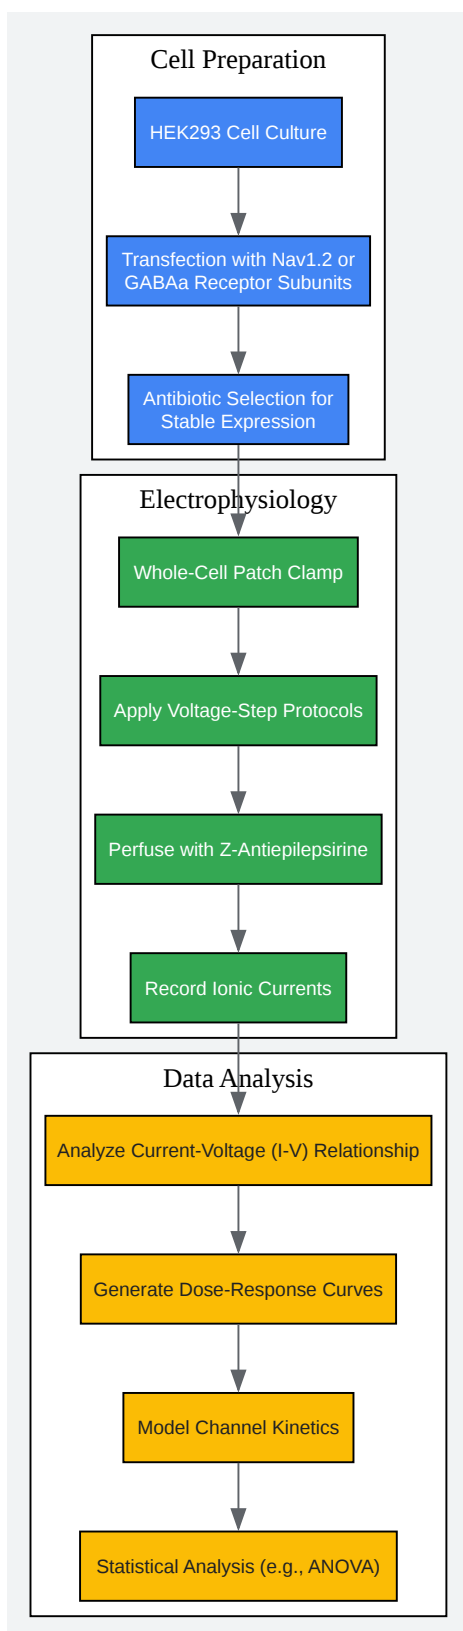 Cell Preparation
HEK293 Cell Culture
Transfection with Nav1.2 or
GABAa Receptor Subunits
Antibiotic Selection for
Stable Expression
Electrophysiology
Whole-Cell Patch Clamp
Apply Voltage-Step Protocols
Perfuse with Z-Antiepilepsirine
Record Ionic Currents
Data Analysis
Analyze Current-Voltage (I-V) Relationship
Generate Dose-Response Curves
Model Channel Kinetics
Statistical Analysis (e.g., ANOVA)